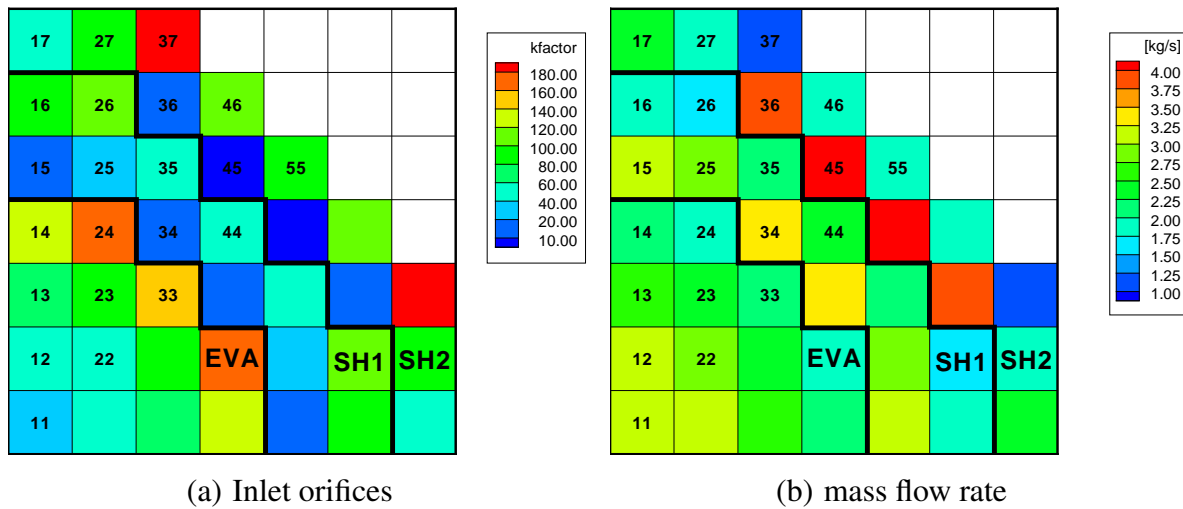 17 27 37
16 26 36 46
15 25 35 45 55
14 24 34 44
13 23 33
12 22 EVA SH1 SH2
11
kfactor
180.00
160.00
140.00
120.00
100.00
80.00
60.00
40.00
20.00
10.00
(a) Inlet orifices
17 27 37
16 26 36 46
15 25 35 45 55
14 24 34 44
13 23 33
12 22 EVA SH1 SH2
11
[kg/s]
4.00
3.50
3.25
3.00
2.75
2.50
2.00
1.75
1.50
1.25
1.00
(b) mass flow rate